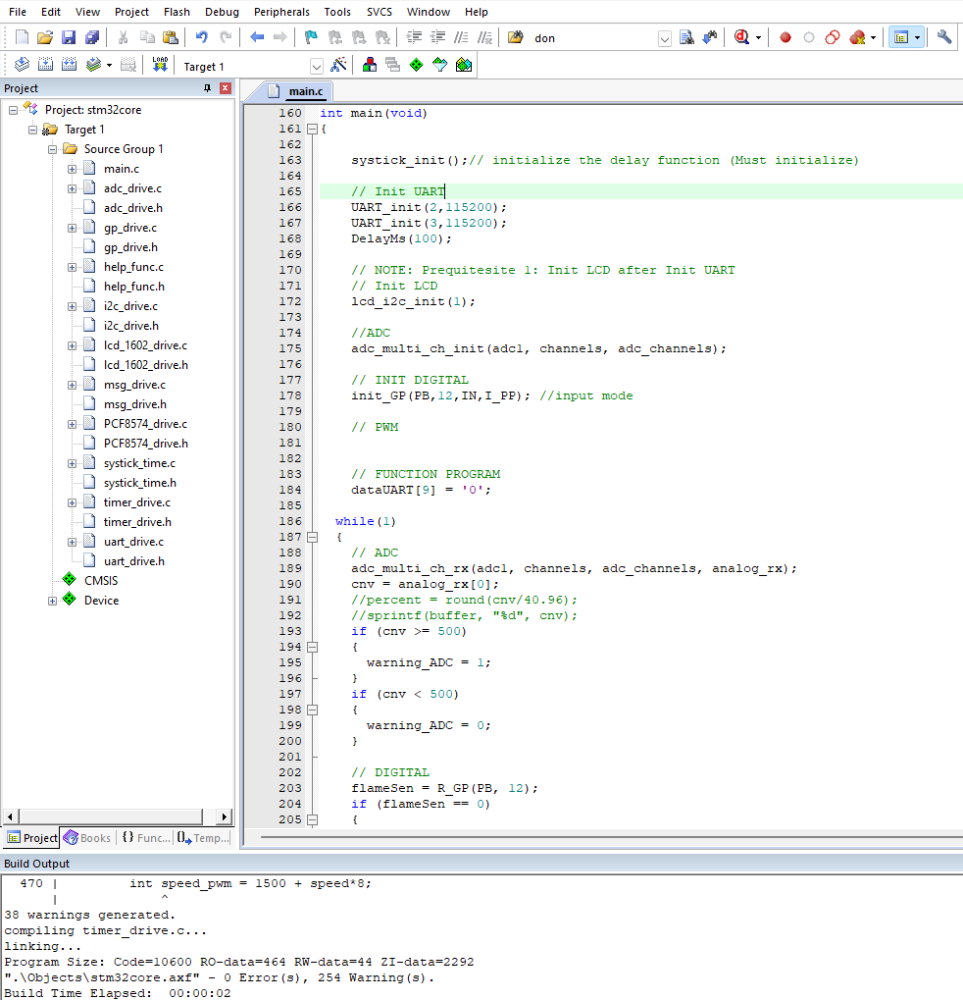 File Edit View Project Flash Debug Peripherals Tools SVCS Window Help
don
LOAD
Target 1
Project
Project: stm32core
Target 1
Source Group 1
main.c
adc_drive.c
adc_drive.h
gp_drive.c
gp_drive.h
help_func.c
help_func.h
i2c_drive.c
i2c_drive.h
lcd_1602_drive.c
lcd_1602_drive.h
msg_drive.c
msg_drive.h
PCF8574_drive.c
PCF8574_drive.h
systick_time.c
systick_time.h
timer_drive.c
timer_drive.h
uart_drive.c
uart_drive.h
CMSIS
Device
Project Books {} Func... Temp...
main.c
160 int main(void)
161 {
162
163 systick_init();// initialize the delay function (Must initialize)
164
165 // Init UART
166 UART_init(2,115200);
167 UART_init(3,115200);
168 DelayMs(100);
169
170 // NOTE: Prequitesite 1: Init LCD after Init UART
171 // Init LCD
172 lcd_i2c_init(1);
173
174 //ADC
175 adc_multi_ch_init(adc1, channels, adc_channels);
176
177 // INIT DIGITAL
178 init_GP(PB,12,IN,I_PP); //input mode
179
180 // PWM
181
182
183 // FUNCTION PROGRAM
184 dataUART[9] = '0';
185
186 while(1)
187 {
188 // ADC
189 adc_multi_ch_rx(adc1, channels, adc_channels, analog_rx);
190 cnv = analog_rx[0];
191 //percent = round(cnv/40.96);
192 //sprintf(buffer, "%d", cnv);
193 if (cnv >= 500)
194 {
195 warning_ADC = 1;
196 }
197 if (cnv < 500)
198 {
199 warning_ADC = 0;
200 }
201
202 // DIGITAL
203 flameSen = R_GP(PB, 12);
204 if (flameSen == 0)
205 {
Build Output
470 | int speed_pwm = 1500 + speed*8;
| ^
38 warnings generated.
compiling timer_drive.c...
linking...
Program Size: Code=10600 RO-data=464 RW-data=44 ZI-data=2292
".\Objects\stm32core.axf" - 0 Error(s), 254 Warning(s).
Build Time Elapsed: 00:00:02